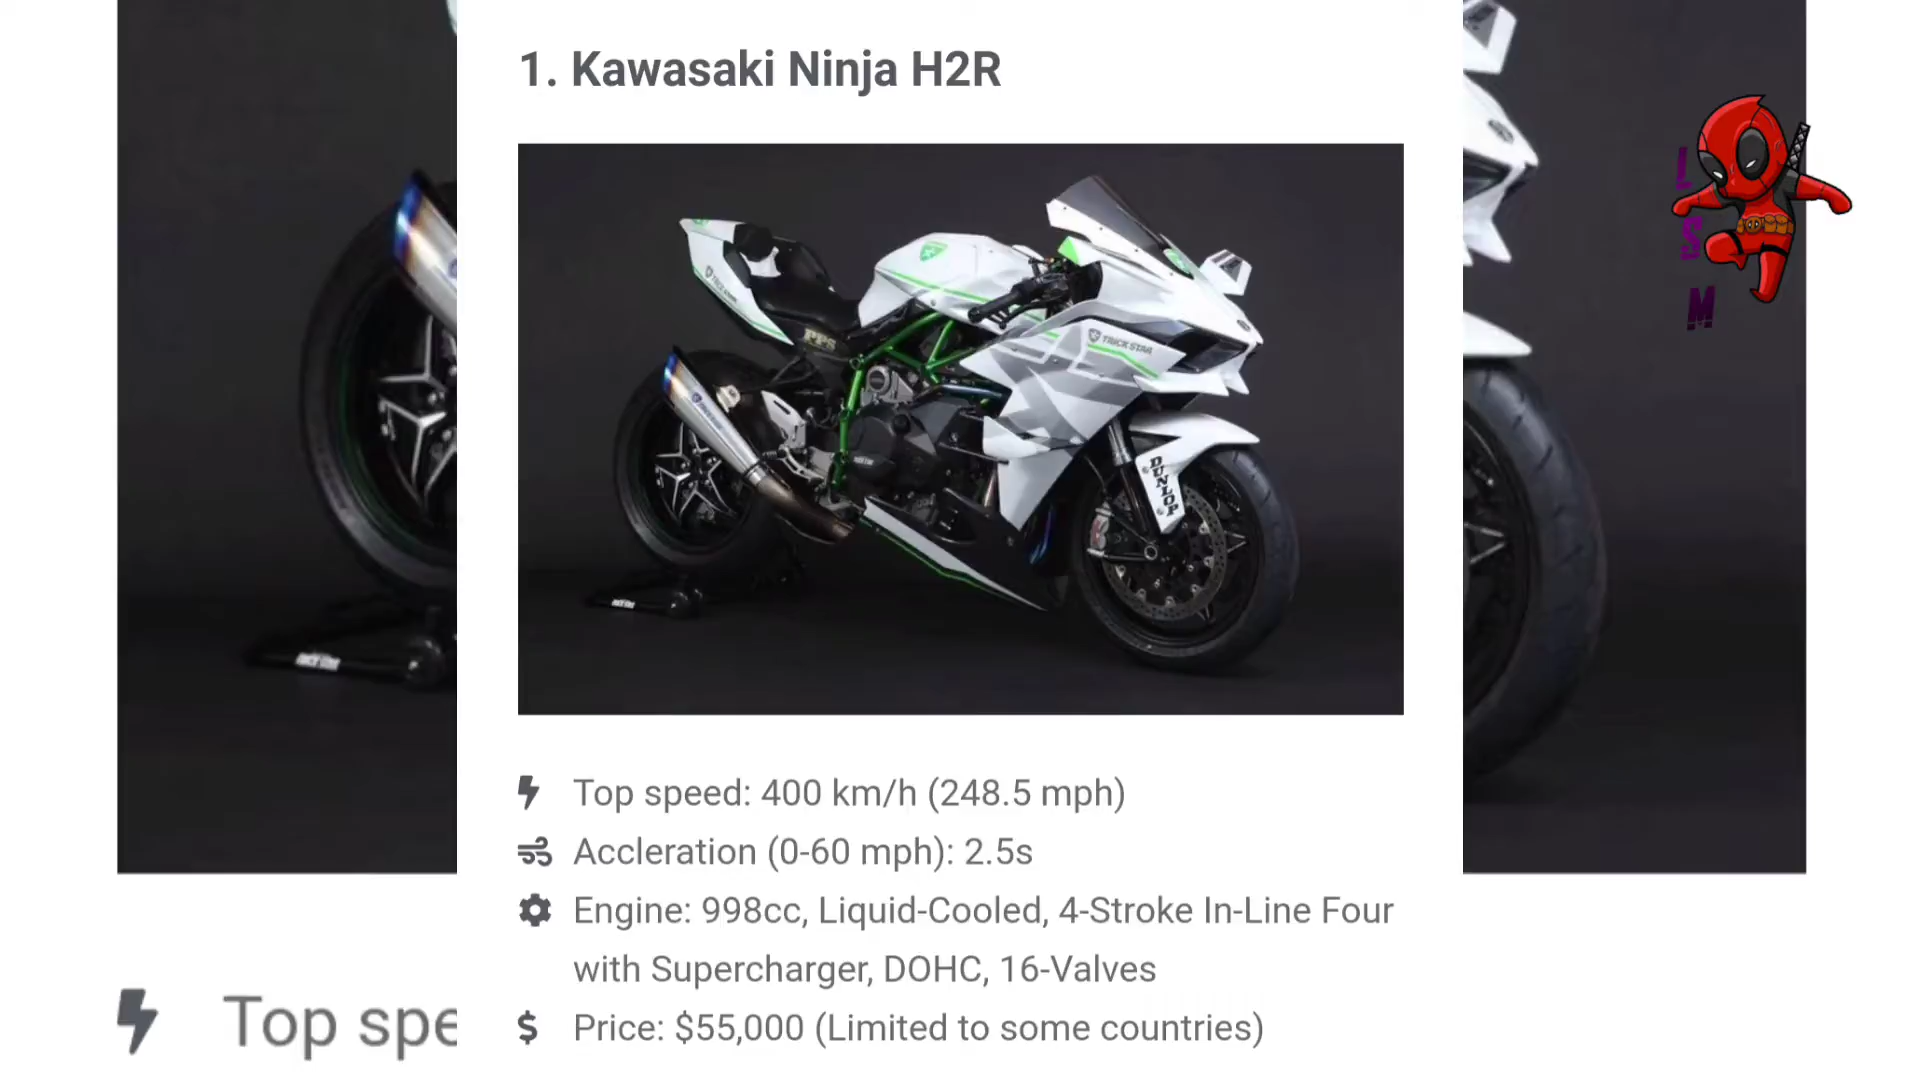 1. Kawasaki Ninja H2R
L
S
M
TRICK STAR
DUNLOP
Top speed: 400 km/h (248.5 mph)
Accleration (0-60 mph): 2.5s
Engine: 998cc, Liquid-Cooled, 4-Stroke In-Line Four
with Supercharger, DOHC, 16-Valves
Price: $55,000 (Limited to some countries)
Top spe